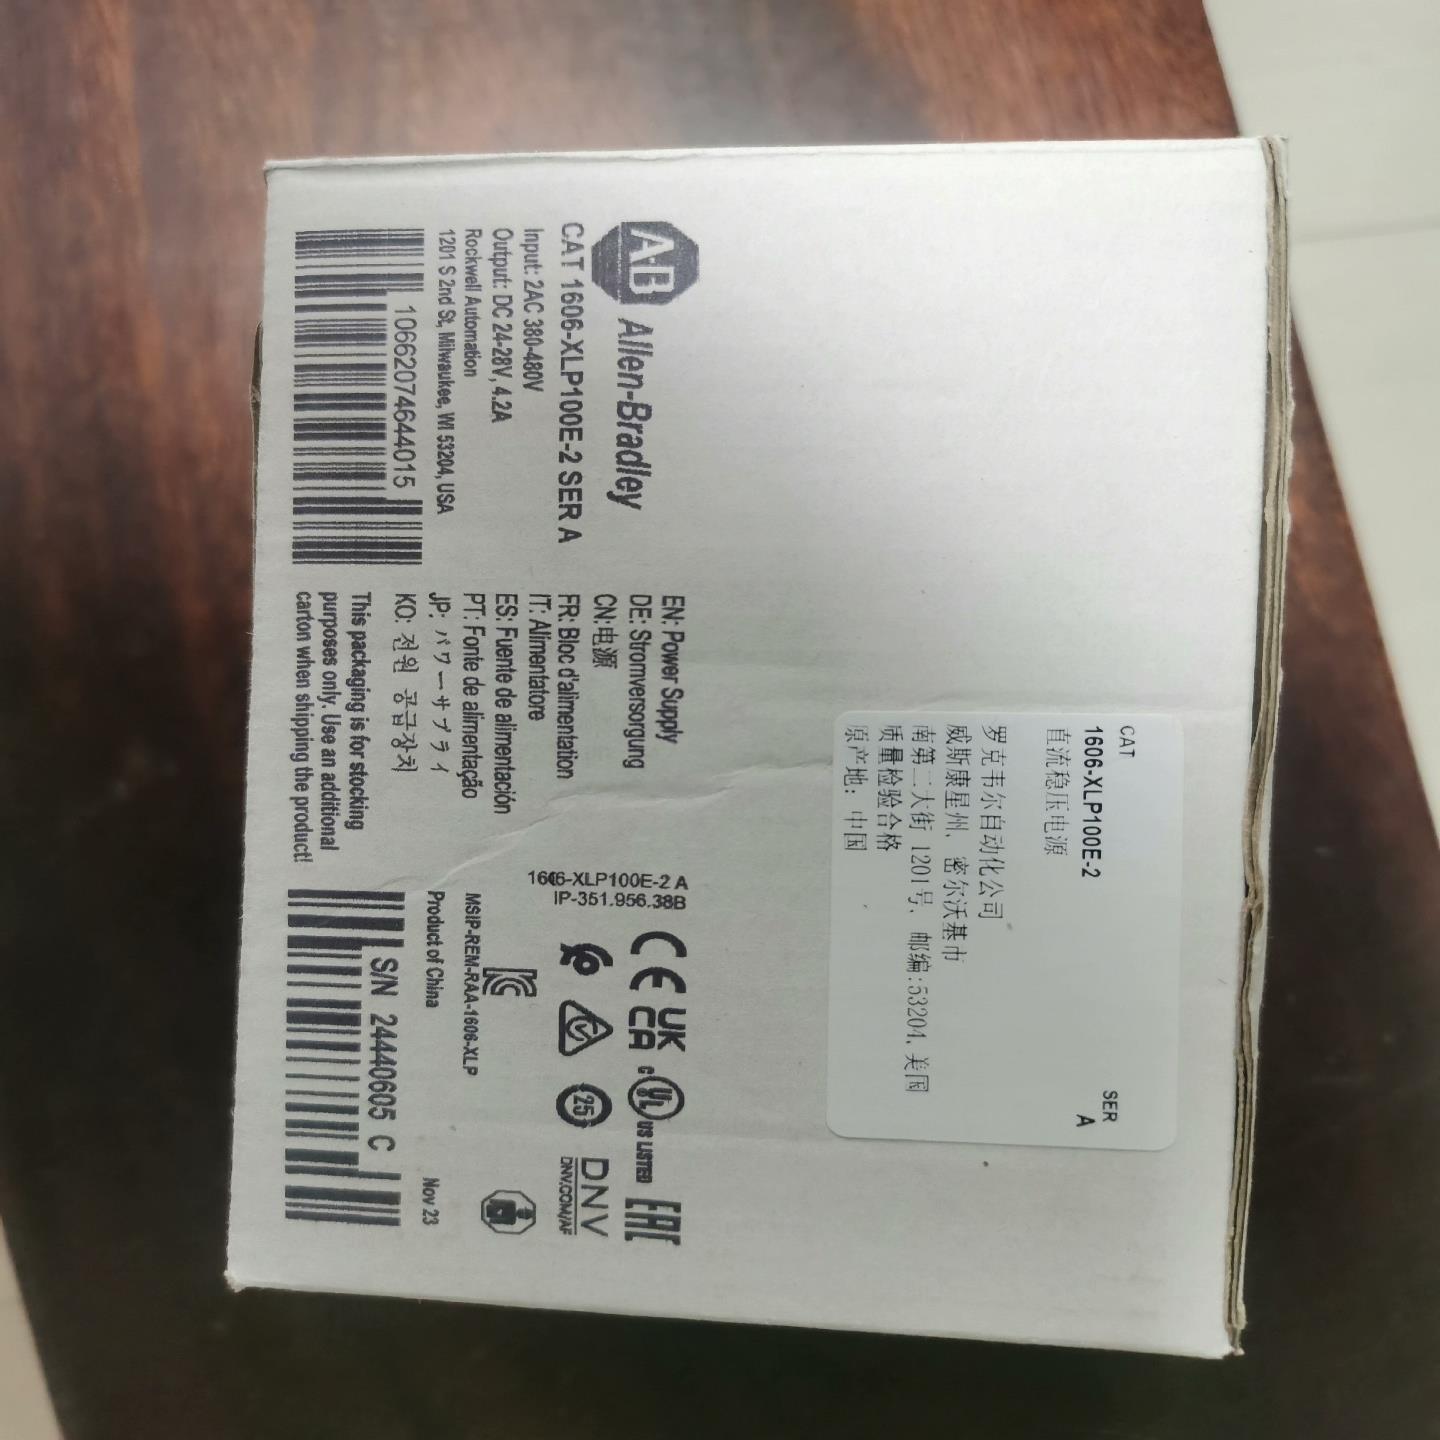 AB Allen-Bradley
CAT 1606-XLP100E-2 SER A
Input: 2AC 380-480V
Output: DC 24-28V, 4.2A
Rockwell Automation
1201 S 2nd St, Milwaukee, WI 53204, USA
10662074644015
EN: Power Supply
DE: Stromversorgung
CN: 电源
FR: Bloc d'alimentation
IT: Alimentatore
ES: Fuente de alimentación
PT: Fonte de alimentação
JP: パワーサプライ
KO: 전원 공급장치
This packaging is for stocking
purposes only. Use an additional
carton when shipping the product!
1606-XLP100E-2 A
IP-351.956.38B
CE
UK
CA
C UL US LISTED
EAC
25
DNV
DNV.COM/AF
MSIP-REM-RAA-1606-XLP
Product of China
Nov 23
S/N 24440605 C
CAT
SER
1606-XLP100E-2
A
直流稳压电源
罗克韦尔自动化公司
威斯康星州, 密尔沃基市
南第二大街 1201号, 邮编:53204, 美国
质量检验合格
原产地: 中国